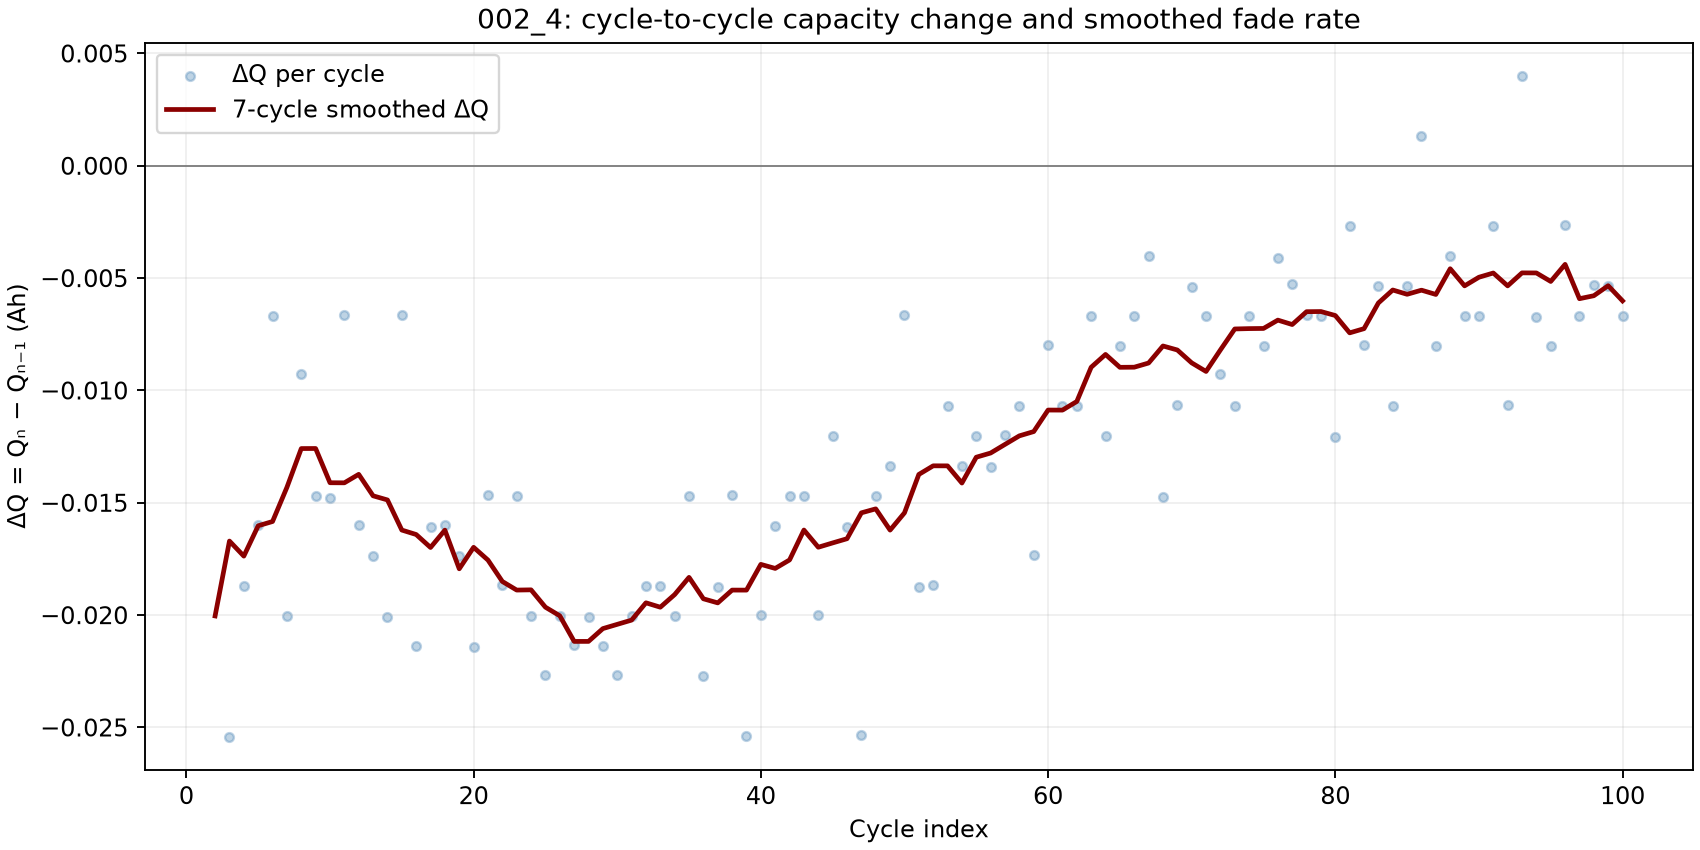 002_4: cycle-to-cycle capacity change and smoothed fade rate
ΔQ per cycle
7-cycle smoothed ΔQ
0.005
0.000
−0.005
−0.010
−0.015
−0.020
−0.025
ΔQ = Qₙ − Qₙ₋₁ (Ah)
0 20 40 60 80 100
Cycle index